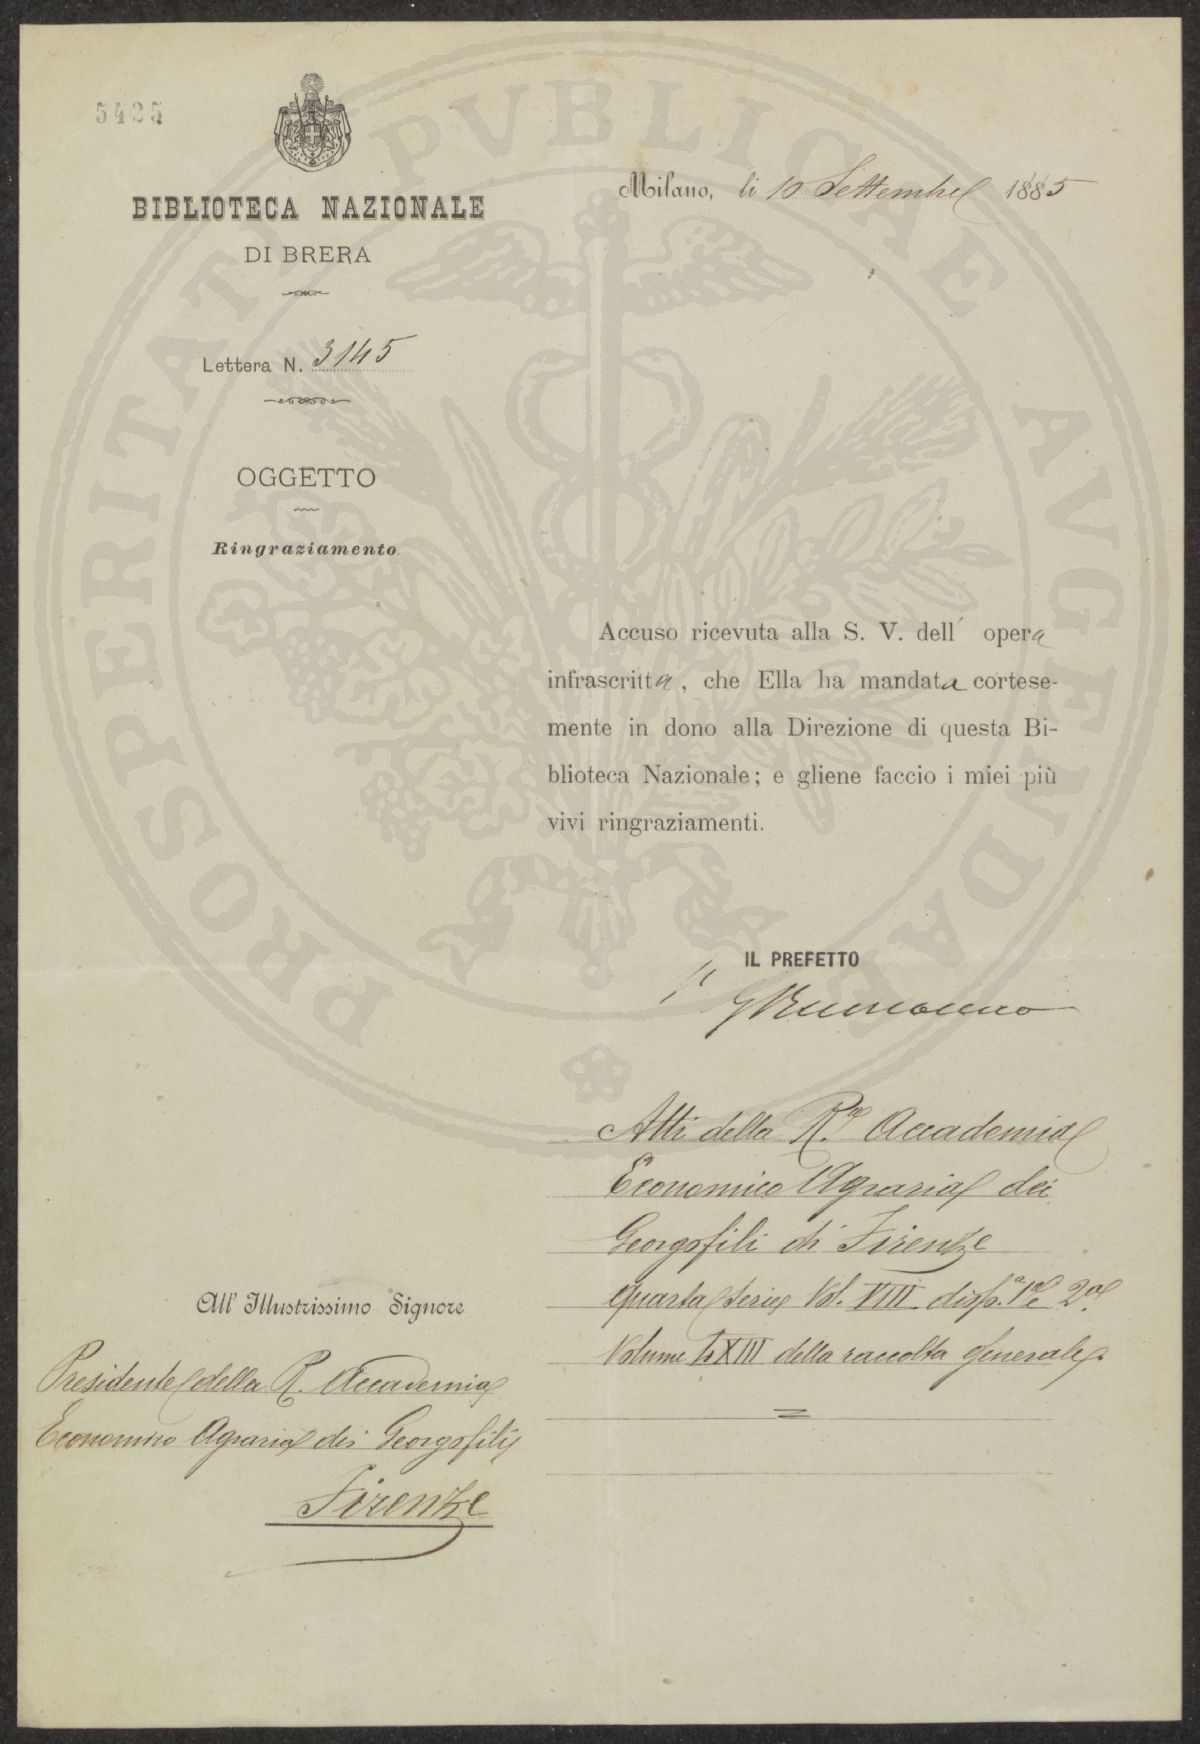 5425
BIBLIOTECA NAZIONALE
DI BRERA
Milano, li 10 Settembre 1885
Lettera N. 3145
OGGETTO
Ringraziamento
Accuso ricevuta alla S. V. dell' opera
infrascritta, che Ella ha mandata cortese-
mente in dono alla Direzione di questa Bi-
blioteca Nazionale; e gliene faccio i miei più
vivi ringraziamenti.
IL PREFETTO
Atti della R.ª Accademia
Economico Agraria dei
Georgofili di Firenze
Quarta Serie Vol. VIII disp.ª 1ª e 2ª
Volume LXIII della raccolta generale.
=
All' Illustrissimo Signore
Presidente della R. Accademia
Economico Agraria dei Georgofili
Firenze
PROSPERITATI PVBLICAE AVGENDAE